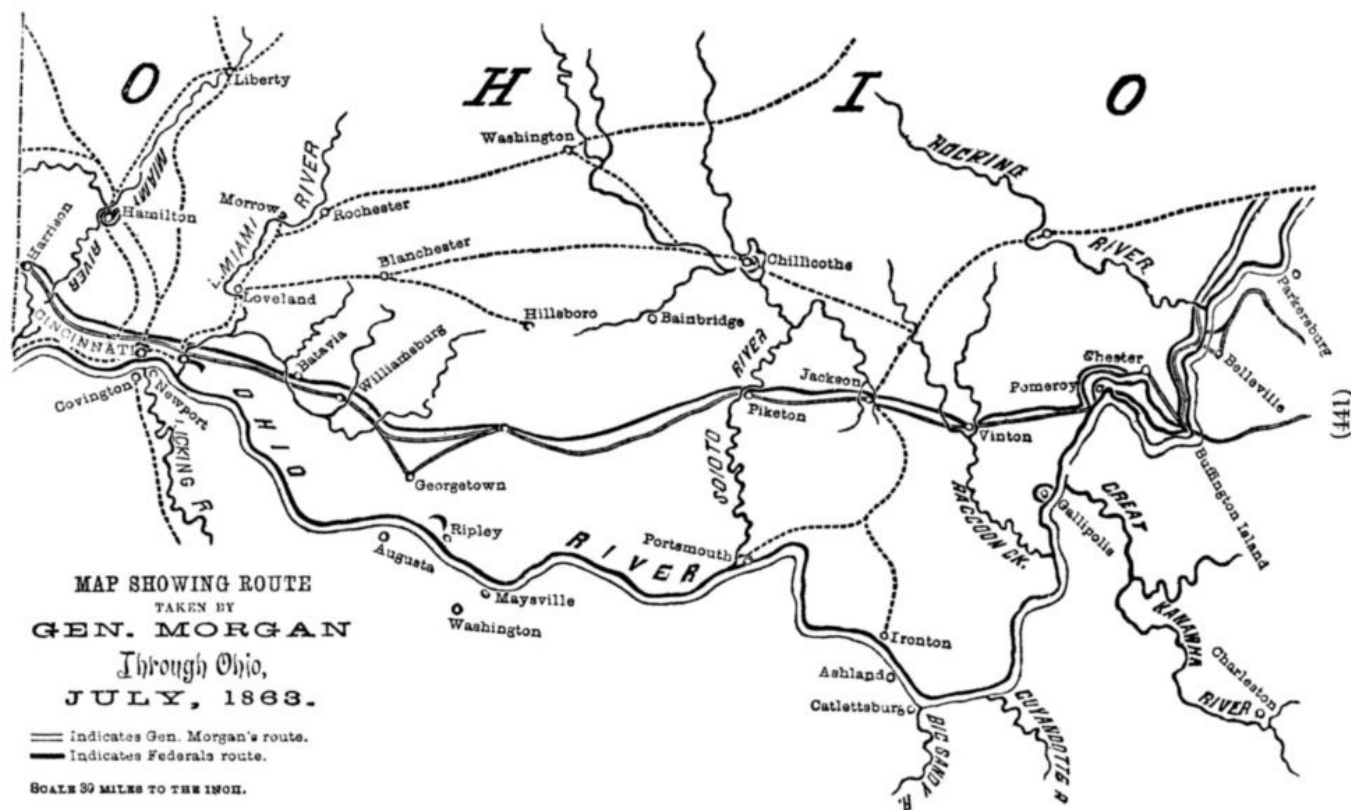 O H I O
Liberty
Washington
HOCKING
RIVER
MIAMI
RIVER
Hamilton
Harrison
Morrow
L. MIAMI
RIVER
Rochester
Blanchester
Loveland
Chillicothe
Hillsboro
Bainbridge
Parkersburg
CINCINNATI
Batavia
Williamsburg
RIVER
Jackson
Chester
Pomeroy
Belleville
(441)
Covington
Newport
LICKING R.
OHIO
RIVER
Georgetown
Piketon
SCIOTO
Vinton
Buffington Island
RACCOON CK.
Gallipolis
GREAT
KANAWHA
RIVER
Ripley
Augusta
Portsmouth
Maysville
Washington
Ironton
Ashland
Catlettsburg
BIG SANDY
R.
GUYANDOTTE R.
Charleston
MAP SHOWING ROUTE
TAKEN BY
GEN. MORGAN
Through Ohio,
JULY, 1863.
Indicates Gen. Morgan's route.
Indicates Federals route.
SCALE 30 MILES TO THE INCH.